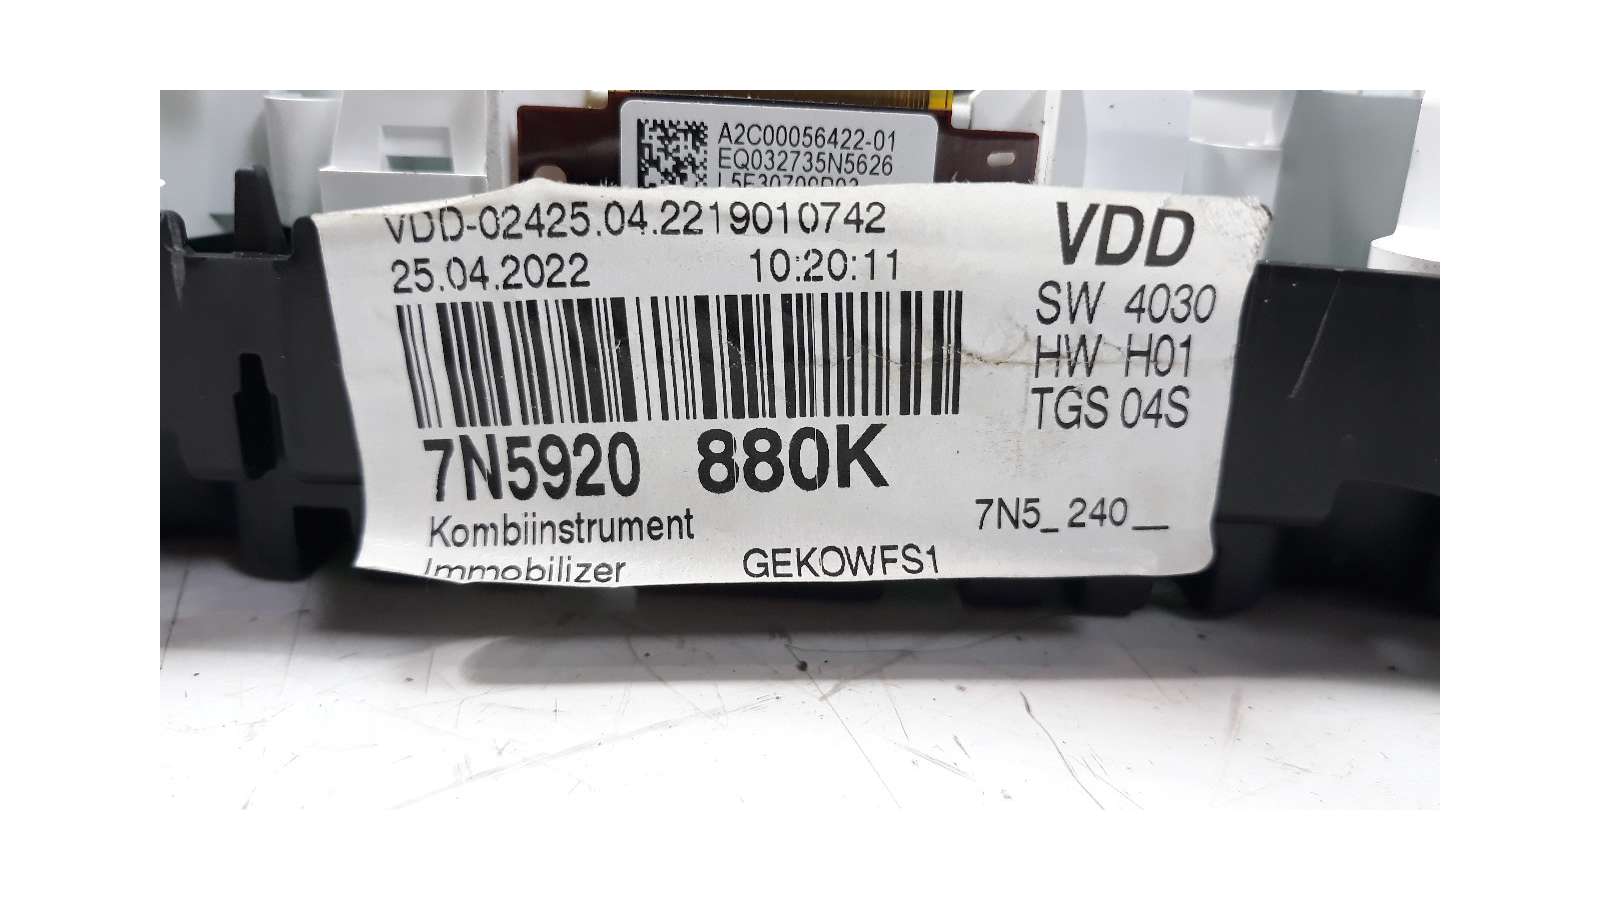 A2C00056422-01
EQ032735N5626
VDD-02425.04.2219010742
25.04.2022 10:20:11
VDD
SW 4030
HW H01
TGS 04S
7N5920 880K
Kombiinstrument
7N5_240__
Immobilizer GEKOWFS1